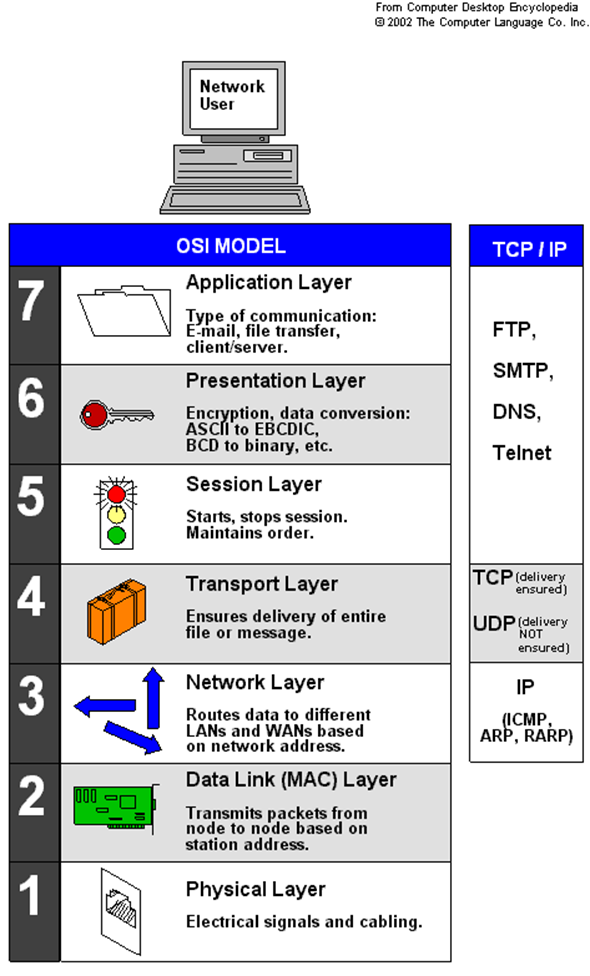 From Computer Desktop Encyclopedia
© 2002 The Computer Language Co. Inc.
Network
User
OSI MODEL
7
Application Layer
Type of communication:
E-mail, file transfer,
client/server.
6
Presentation Layer
Encryption, data conversion:
ASCII to EBCDIC,
BCD to binary, etc.
5
Session Layer
Starts, stops session.
Maintains order.
4
Transport Layer
Ensures delivery of entire
file or message.
3
Network Layer
Routes data to different
LANs and WANs based
on network address.
2
Data Link (MAC) Layer
Transmits packets from
node to node based on
station address.
1
Physical Layer
Electrical signals and cabling.
TCP / IP
FTP,
SMTP,
DNS,
Telnet
TCP (delivery
ensured)
UDP (delivery
NOT
ensured)
IP
(ICMP,
ARP, RARP)